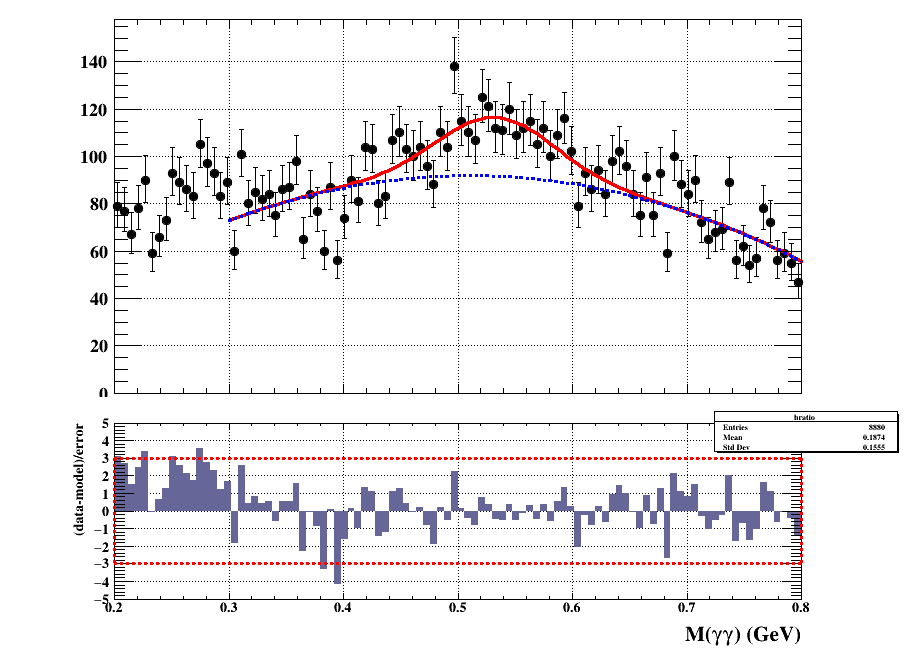 140
120
100
80
60
40
20
0
hratio
Entries 8880
Mean 0.1874
Std Dev 0.1555
(data-model)/error
5
4
3
2
1
0
−1
−2
−3
−4
−5
0.2 0.3 0.4 0.5 0.6 0.7 0.8
M(γγ) (GeV)